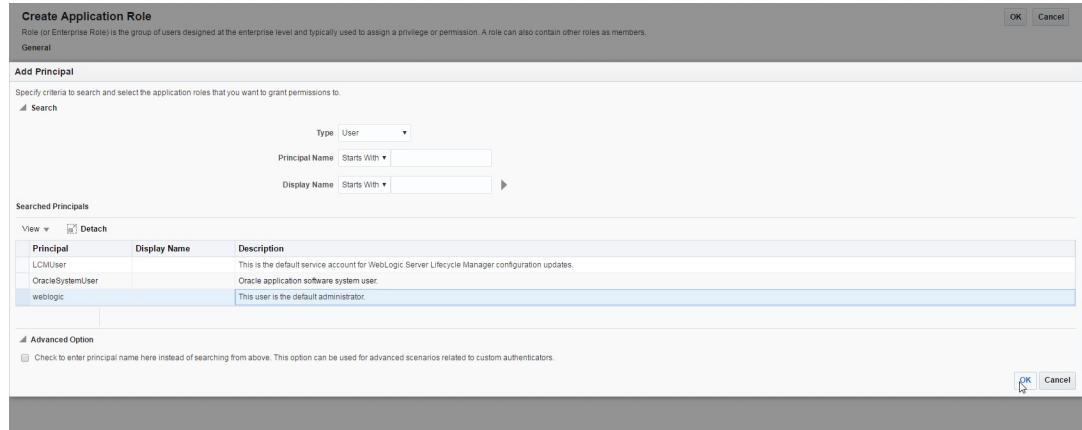 Create Application Role
OK Cancel
Role (or Enterprise Role) is the group of users designed at the enterprise level and typically used to assign a privilege or permission. A role can also contain other roles as members.
General
Add Principal
Specify criteria to search and select the application roles that you want to grant permissions to.
Search
Type User
Principal Name Starts With
Display Name Starts With
Searched Principals
View Detach
Principal Display Name Description
LCMUser This is the default service account for WebLogic Server Lifecycle Manager configuration updates.
OracleSystemUser Oracle application software system user.
weblogic This user is the default administrator.
Advanced Option
Check to enter principal name here instead of searching from above. This option can be used for advanced scenarios related to custom authenticators.
OK Cancel